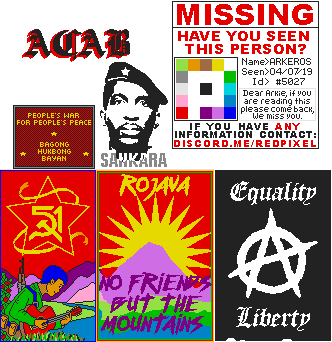 ACAB
MISSING
HAVE YOU SEEN
THIS PERSON?
Name>ARKEROS
Seen>04/07/19
Id> #5027
Dear Arkie, if you
are reading this
please come back,
We miss you.
IF YOU HAVE ANY
INFORMATION CONTACT:
DISCORD.ME/REDPIXEL
PEOPLE'S WAR
FOR PEOPLE'S PEACE
BAGONG
HUKBONG
BAYAN
SANKARA
51
ROJAVA
NO FRIENDS
BUT THE
MOUNTAINS
Equality
Liberty